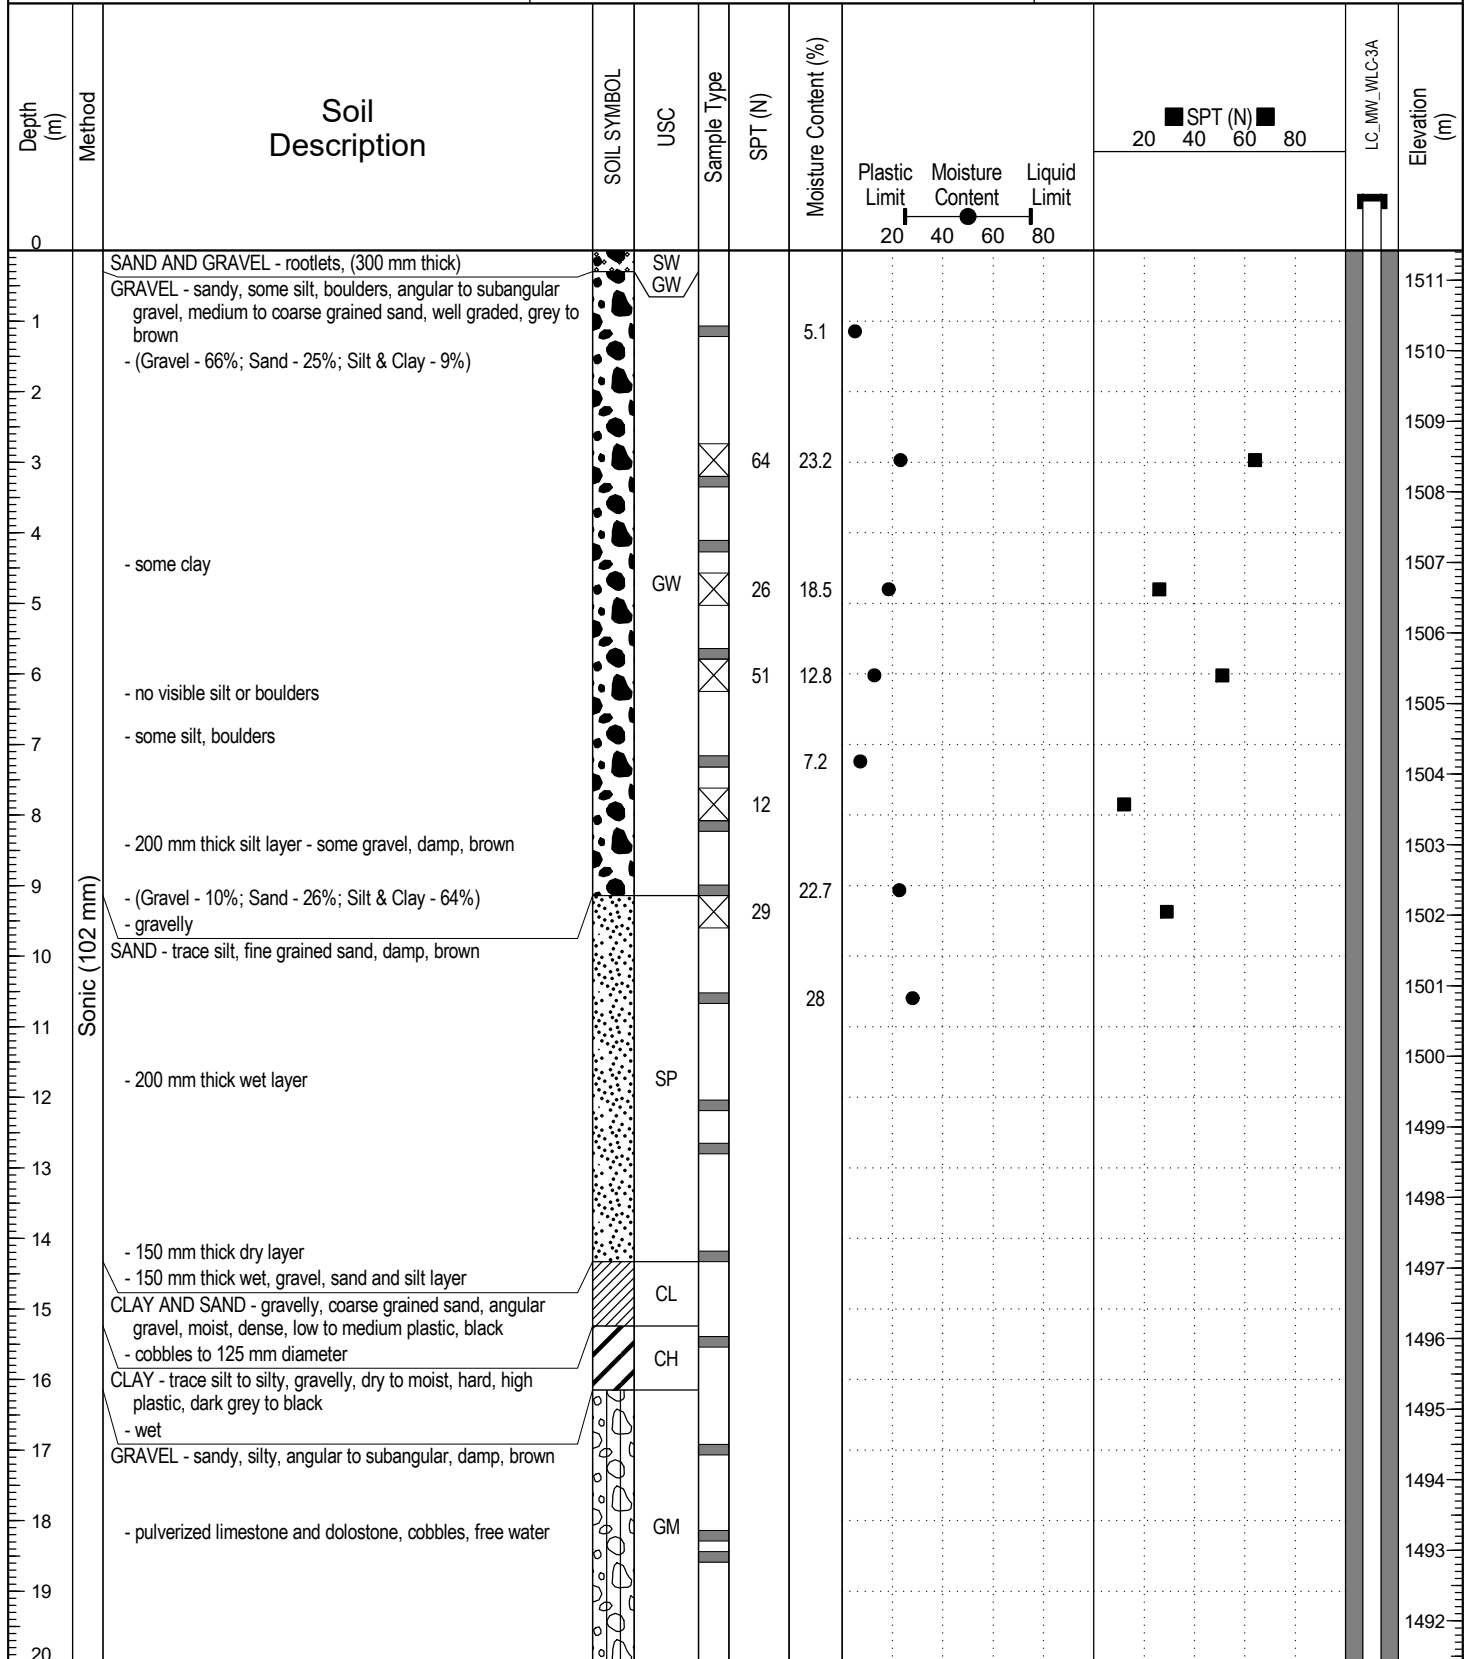 Depth
(m)
Method
Soil
Description
SOIL SYMBOL
USC
Sample Type
SPT (N)
Moisture Content (%)
Plastic Moisture Liquid
Limit Content Limit
20 40 60 80
SPT (N)
20 40 60 80
LC_MW_WLC-3A
Elevation
(m)
0
SAND AND GRAVEL - rootlets, (300 mm thick) SW
GRAVEL - sandy, some silt, boulders, angular to subangular GW
1511
gravel, medium to coarse grained sand, well graded, grey to
1 brown 5.1
1510
- (Gravel - 66%; Sand - 25%; Silt & Clay - 9%)
2
1509
3 64 23.2
1508
4
- some clay 1507
GW 26 18.5
5
1506
6 51 12.8
- no visible silt or boulders
1505
- some silt, boulders
7
7.2
1504
12
8
- 200 mm thick silt layer - some gravel, damp, brown 1503
9 22.7
- (Gravel - 10%; Sand - 26%; Silt & Clay - 64%)
29 1502
- gravelly
SAND - trace silt, fine grained sand, damp, brown
10
Sonic (102 mm)
1501
28
11
1500
- 200 mm thick wet layer SP
12
1499
13
1498
14
- 150 mm thick dry layer
1497
- 150 mm thick wet, gravel, sand and silt layer
CL
15 CLAY AND SAND - gravelly, coarse grained sand, angular
gravel, moist, dense, low to medium plastic, black
1496
- cobbles to 125 mm diameter CH
16 CLAY - trace silt to silty, gravelly, dry to moist, hard, high
plastic, dark grey to black
1495
- wet
17 GRAVEL - sandy, silty, angular to subangular, damp, brown
1494
18
- pulverized limestone and dolostone, cobbles, free water GM
1493
19
1492
20